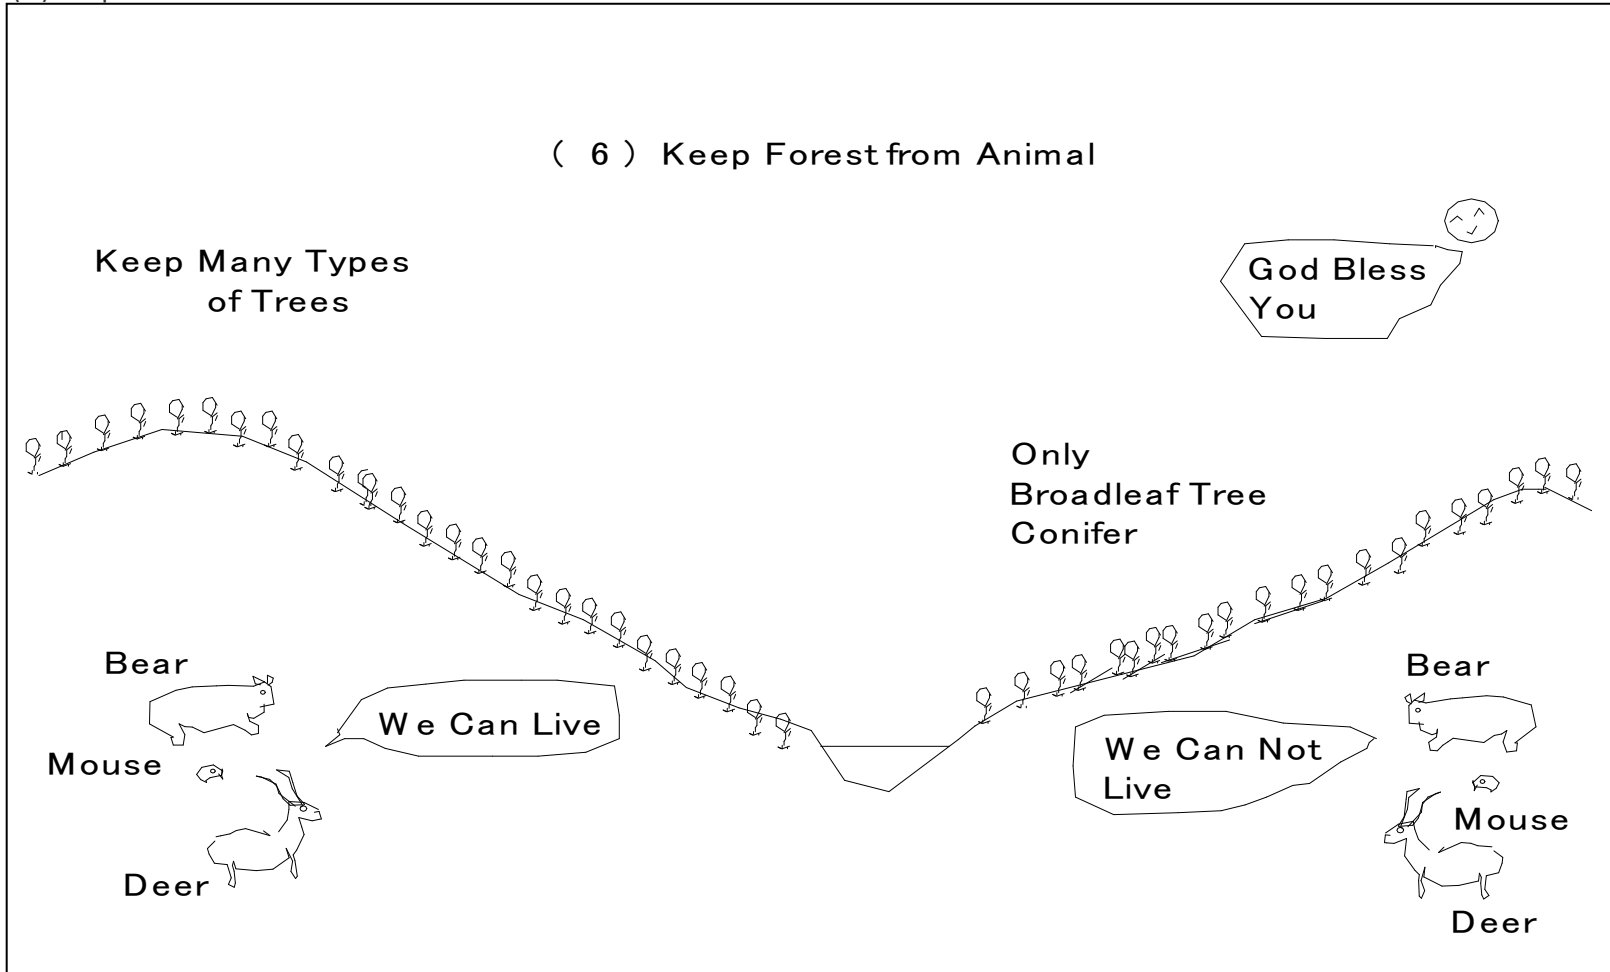 ( 6 ) Keep Forest from Animal
Keep Many Types
of Trees
God Bless
You
Only
Broadleaf Tree
Conifer
Bear
We Can Live
Mouse
Deer
Bear
We Can Not
Live
Mouse
Deer